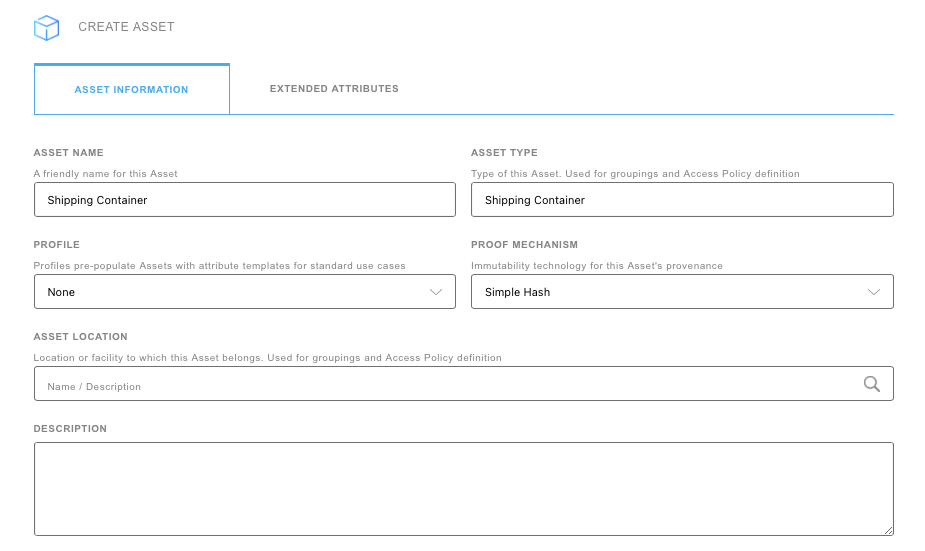 CREATE ASSET
ASSET INFORMATION
EXTENDED ATTRIBUTES
ASSET NAME
A friendly name for this Asset
Shipping Container
ASSET TYPE
Type of this Asset. Used for groupings and Access Policy definition
Shipping Container
PROFILE
Profiles pre-populate Assets with attribute templates for standard use cases
None
PROOF MECHANISM
Immutability technology for this Asset's provenance
Simple Hash
ASSET LOCATION
Location or facility to which this Asset belongs. Used for groupings and Access Policy definition
Name / Description
DESCRIPTION